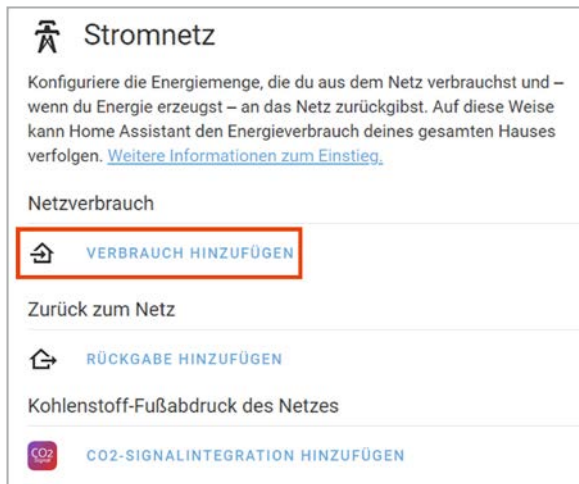 Stromnetz
Konfiguriere die Energiemenge, die du aus dem Netz verbrauchst und –
wenn du Energie erzeugst – an das Netz zurückgibst. Auf diese Weise
kann Home Assistant den Energieverbrauch deines gesamten Hauses
verfolgen. Weitere Informationen zum Einstieg.
Netzverbrauch
VERBRAUCH HINZUFÜGEN
Zurück zum Netz
RÜCKGABE HINZUFÜGEN
Kohlenstoff-Fußabdruck des Netzes
CO2 Signal
CO2-SIGNALINTEGRATION HINZUFÜGEN